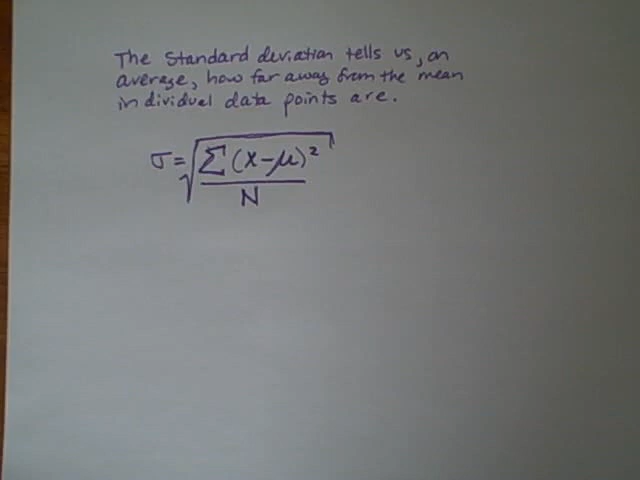 The Standard deviation tells us, on
average, how far away from the mean
individual data points are.
σ = √(Σ(x-μ)²/N)